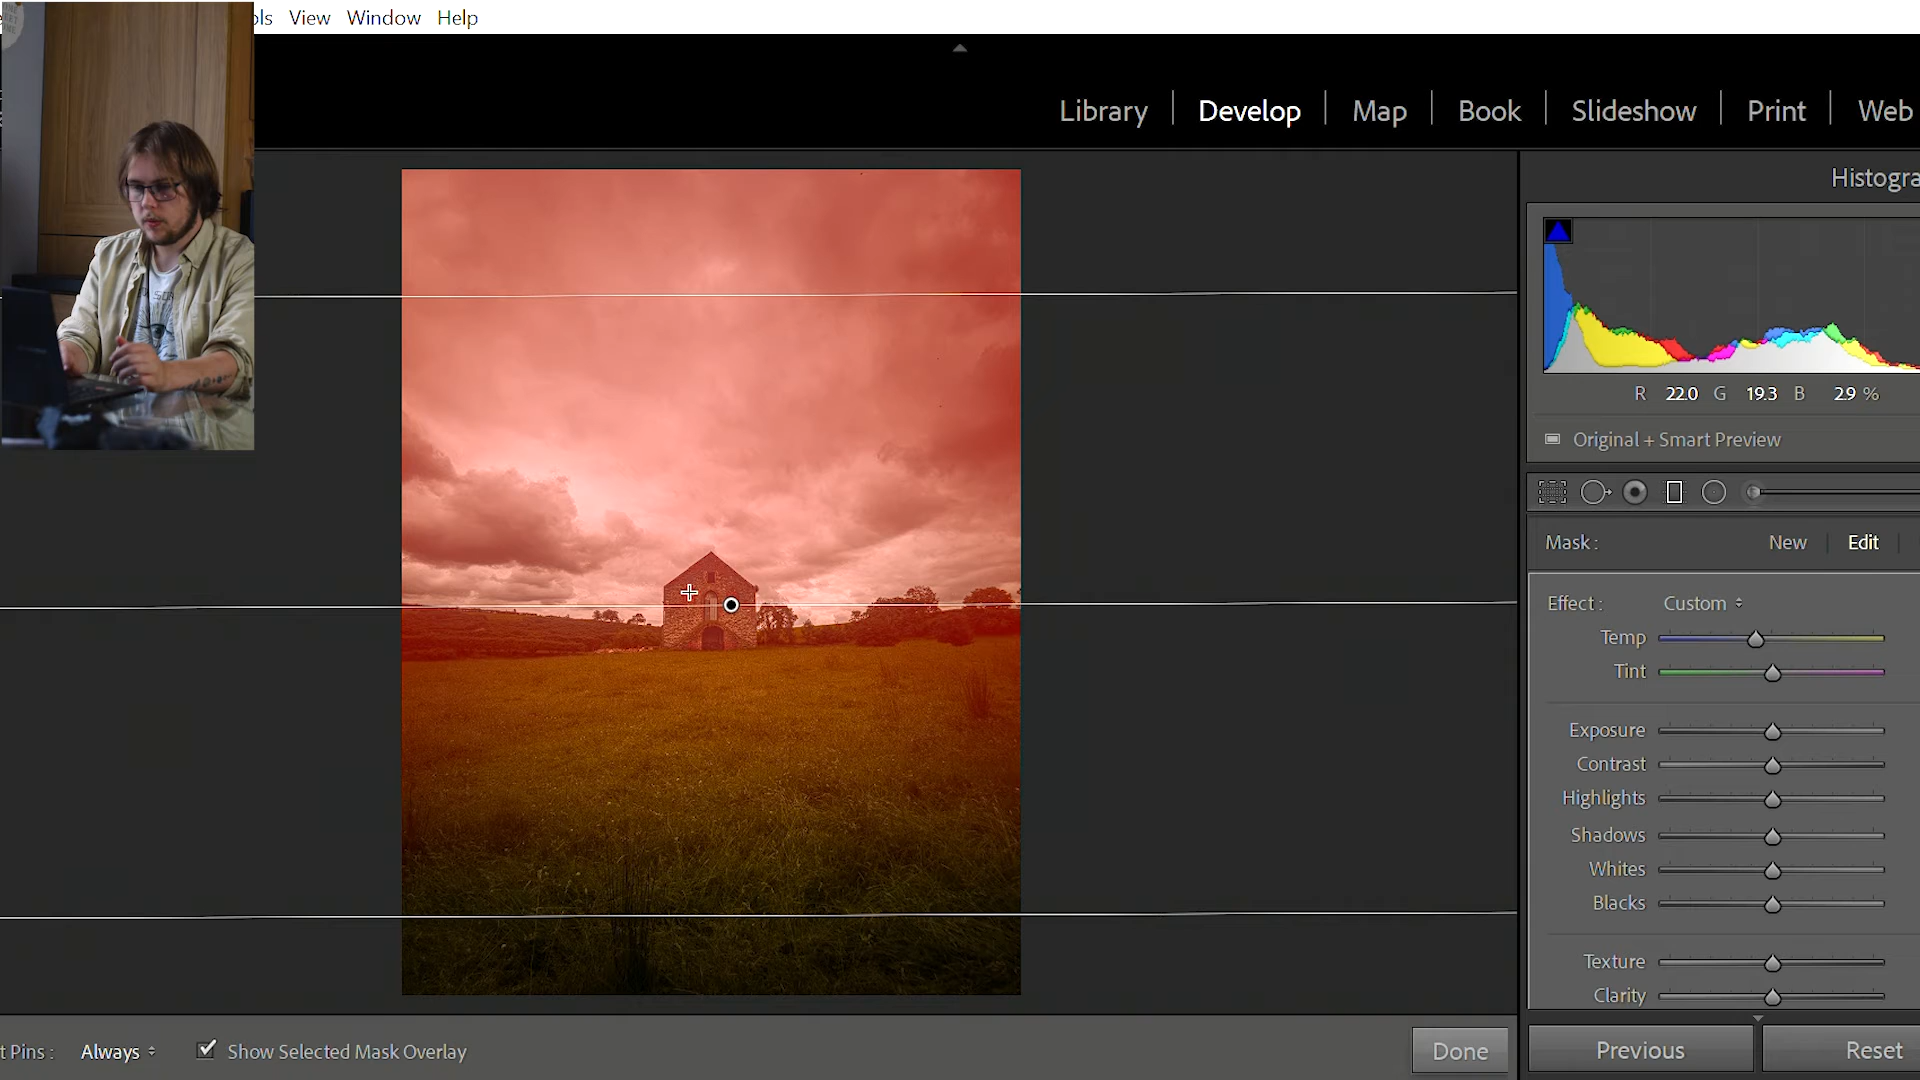 ols View Window Help
Library Develop Map Book Slideshow Print Web
Histogra
R 22.0 G 19.3 B 2.9 %
Original + Smart Preview
Mask : New Edit
Effect : Custom
Temp
Tint
Exposure
Contrast
Highlights
Shadows
Whites
Blacks
Texture
Clarity
t Pins : Always Show Selected Mask Overlay Done Previous Reset